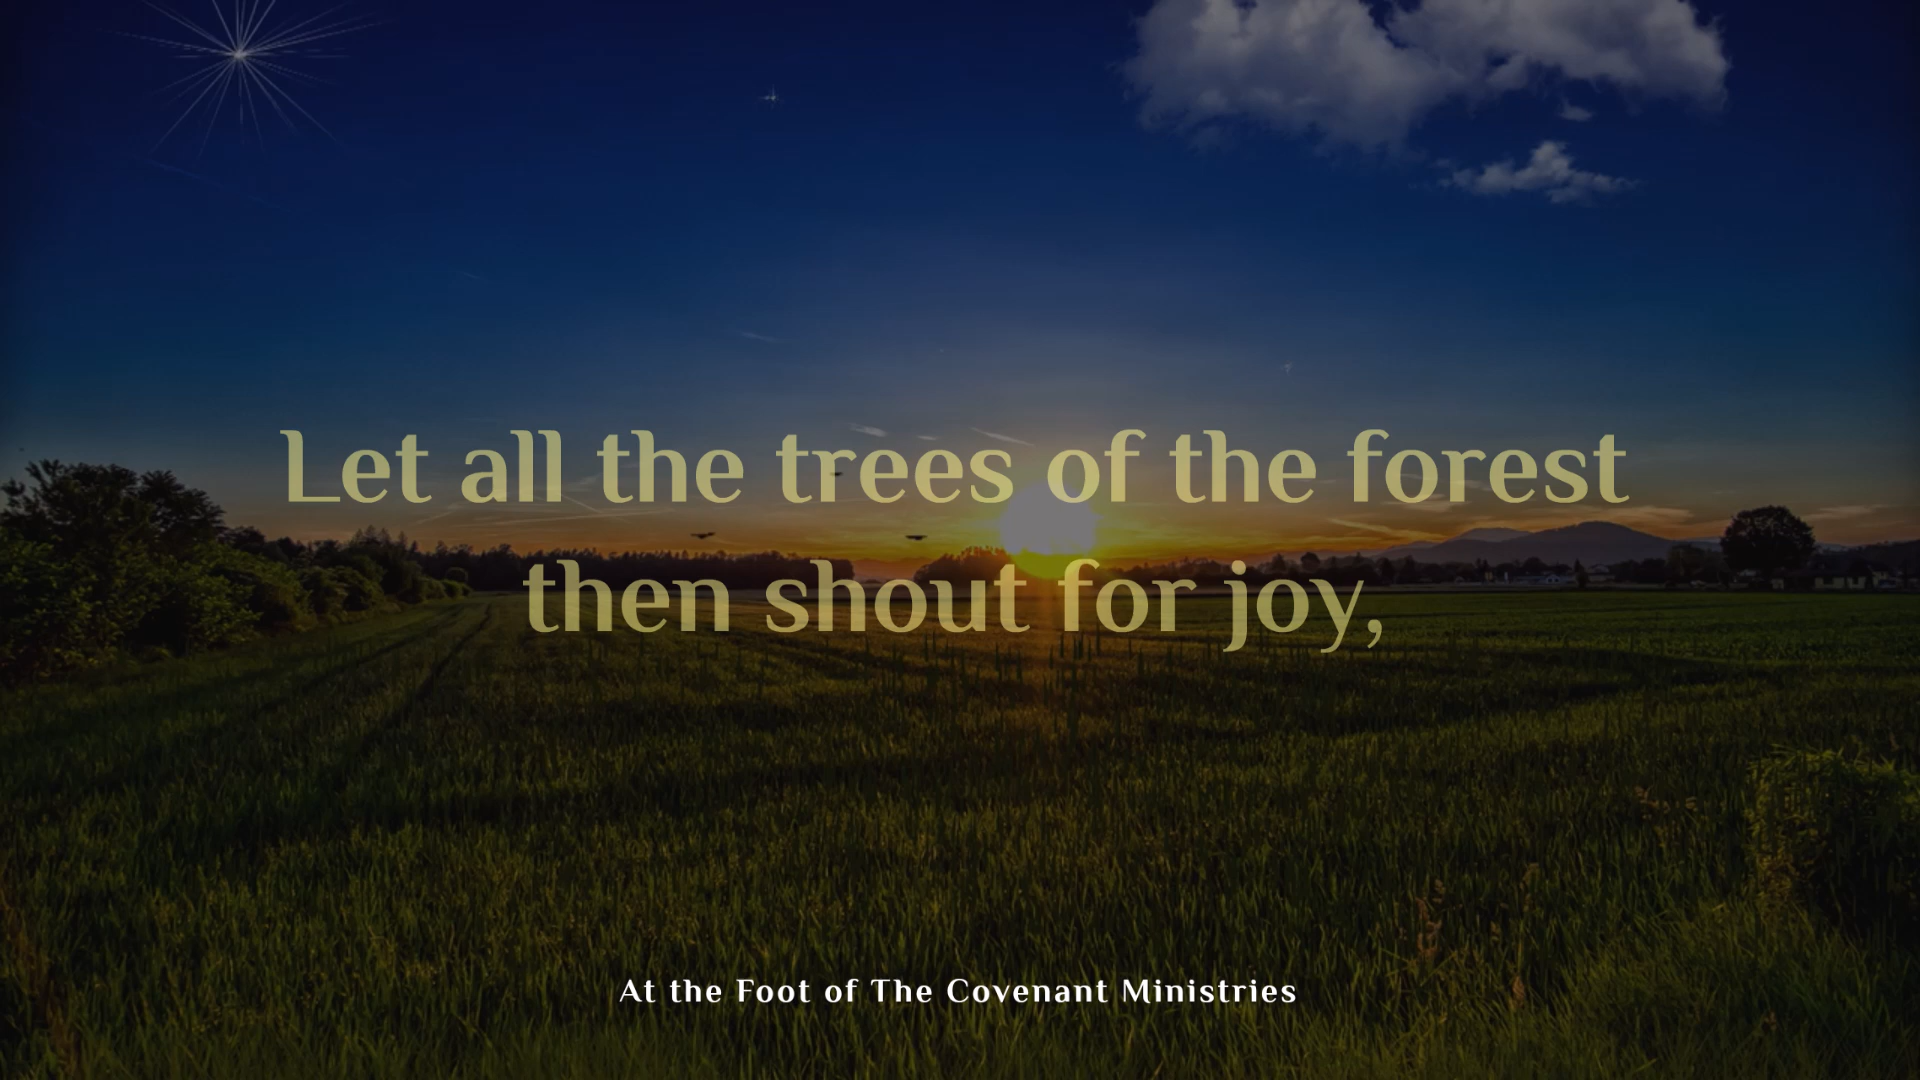 Let all the trees of the forest
then shout for joy,
At the Foot of The Covenant Ministries